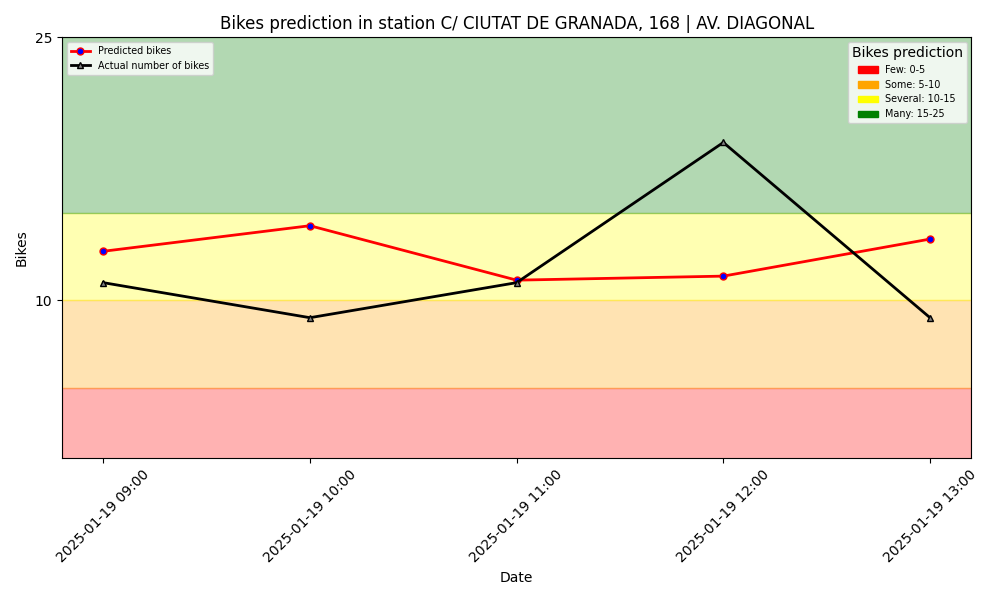 Bikes prediction in station C/ CIUTAT DE GRANADA, 168 | AV. DIAGONAL
25
Predicted bikes
Actual number of bikes
Bikes prediction
Few: 0-5
Some: 5-10
Several: 10-15
Many: 15-25
Bikes
10
2025-01-19 09:00
2025-01-19 10:00
2025-01-19 11:00
2025-01-19 12:00
2025-01-19 13:00
Date